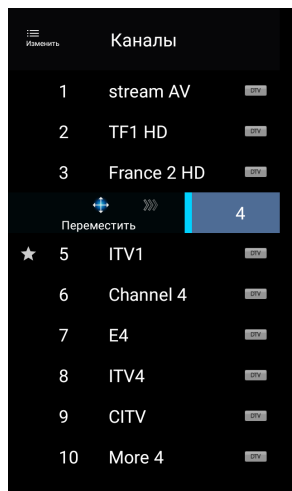 Изменить Каналы
1 stream AV DTV
2 TF1 HD DTV
3 France 2 HD DTV
Переместить 4
5 ITV1 DTV
6 Channel 4 DTV
7 E4 DTV
8 ITV4 DTV
9 CITV DTV
10 More 4 DTV